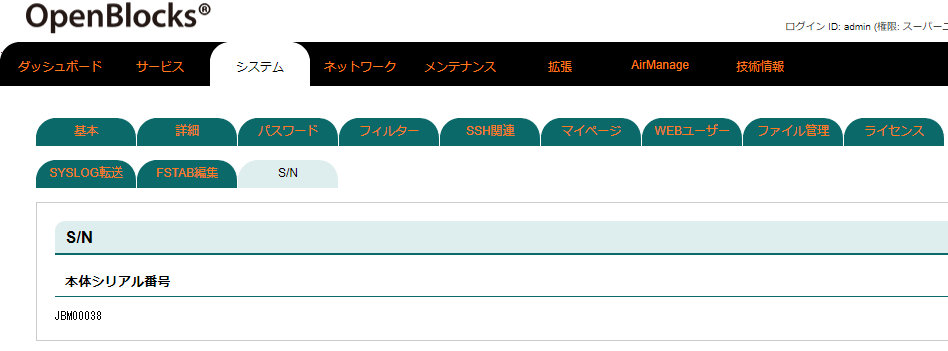 OpenBlocks®
ログイン ID: admin (権限: スーパーユ
ダッシュボード サービス システム ネットワーク メンテナンス 拡張 AirManage 技術情報
基本 詳細 パスワード フィルター SSH関連 マイページ WEBユーザー ファイル管理 ライセンス
SYSLOG転送 FSTAB編集 S/N
S/N
本体シリアル番号
JBM00038